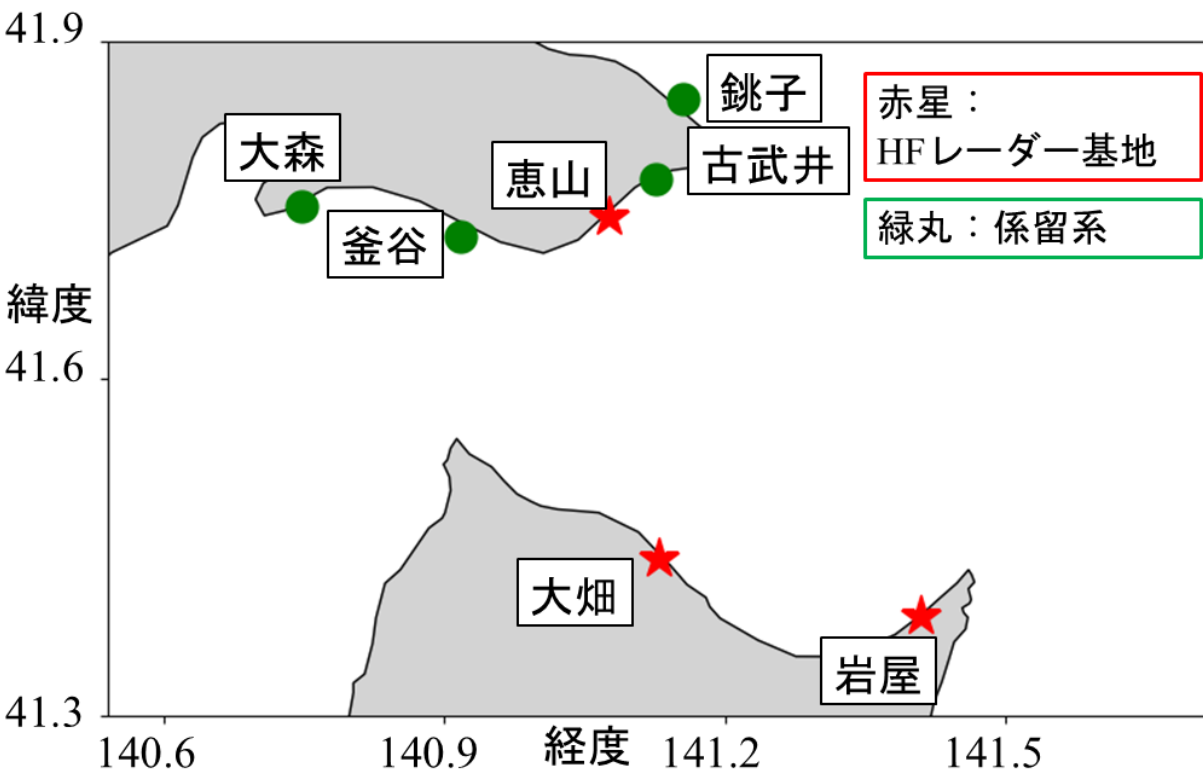 41.9
銚子
赤星：
HFレーダー基地
大森
恵山
古武井
釜谷
緑丸：係留系
緯度
41.6
大畑
岩屋
41.3
140.6
140.9
経度
141.2
141.5